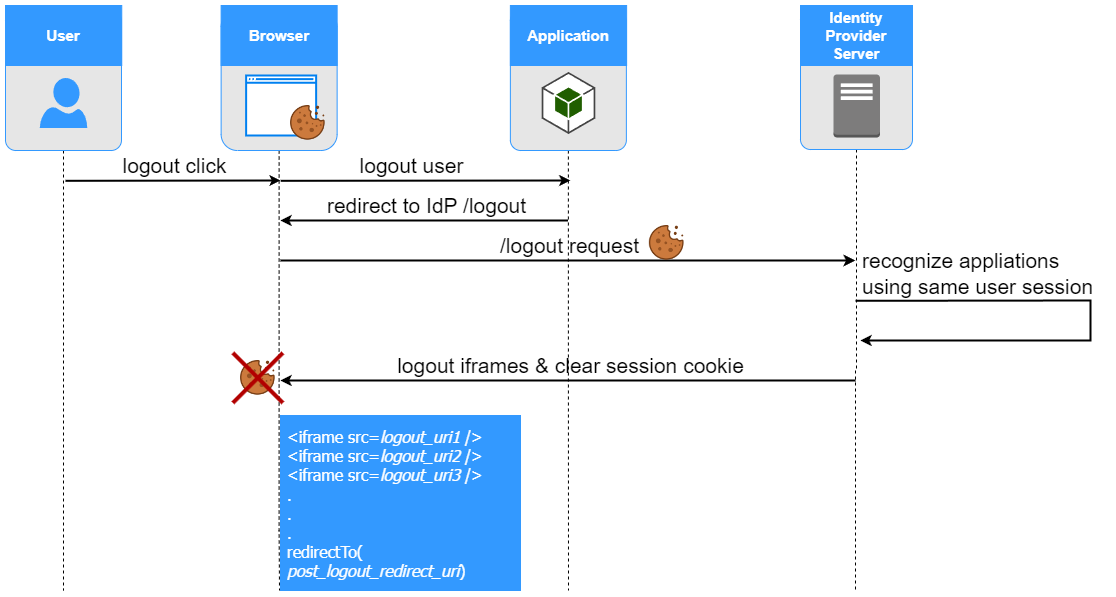 User
Browser
Application
Identity
Provider
Server
logout click
logout user
redirect to IdP /logout
/logout request
recognize appliations
using same user session
logout iframes & clear session cookie
<iframe src=logout_uri1 />
<iframe src=logout_uri2 />
<iframe src=logout_uri3 />
.
.
.
redirectTo(
post_logout_redirect_uri)